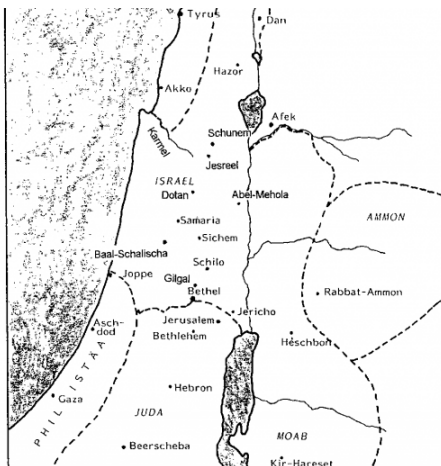 Tyrus
Dan
Hazor
Akko
Afek
Schunem
Karmel
Jesreel
ISRAEL
Dotan
Abel-Mehola
AMMON
Samaria
Sichem
Baal-Schalischa
Schilo
Joppe
Gilgal
Bethel
Rabbat-Ammon
Jericho
Jerusalem
Asch-
dod
Bethlehem
Heschbon
PHILISTÄA
Hebron
Gaza
JUDA
MOAB
Beerscheba
Kir-Hareset